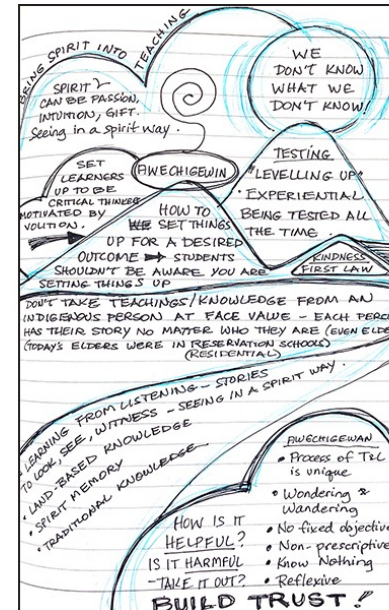 BRING SPIRIT INTO TEACHING
SPIRIT
CAN BE PASSION,
INTUITION, GIFT.
Seeing in a spirit way.
WE
DON'T KNOW
WHAT WE
DON'T KNOW!
SET
LEARNERS
UP TO BE
CRITICAL THINKERS
MOTIVATED BY
VOLITION.
AWECHIGEWIN
HOW TO
WE SET THINGS
UP FOR A DESIRED
OUTCOME ⇒ STUDENTS
SHOULDN'T BE AWARE YOU ARE
SETTING THINGS UP
TESTING
"LEVELLING UP"
• EXPERIENTIAL
BEING TESTED ALL
THE TIME.
KINDNESS
FIRST LAW
DON'T TAKE TEACHINGS/KNOWLEDGE FROM AN
INDIGENOUS PERSON AT FACE VALUE – EACH PERS
HAS THEIR STORY NO MATTER WHO THEY ARE (EVEN ELDE
(TODAY'S ELDERS WERE IN RESERVATION SCHOOLS)
(RESIDENTIAL)
• LEARNING FROM LISTENING – STORIES
TO LOOK, SEE, WITNESS – SEEING IN A SPIRIT WAY.
• LAND-BASED KNOWLEDGE
• SPIRIT MEMORY
• TRADITIONAL KNOWLEDGE
HOW IS IT
HELPFUL?
IS IT HARMFUL
– TAKE IT OUT?
AWECHIGEWAN
• Process of T&L
is unique
• Wondering &
Wandering
• No fixed objective
• Non-prescriptive
• Know Nothing
• Reflexive
BUILD TRUST!